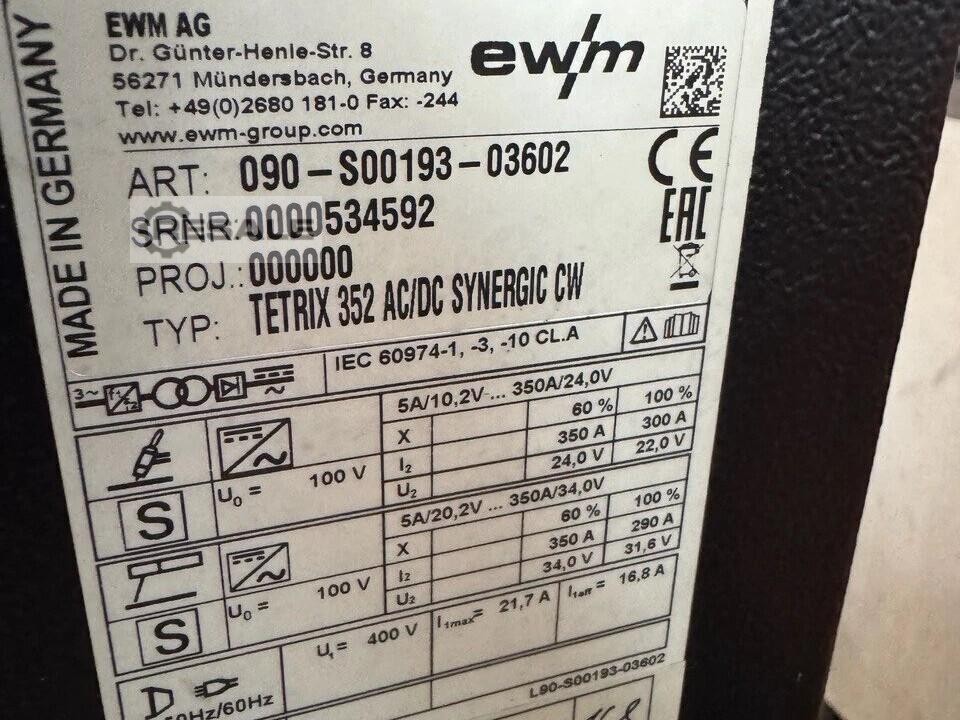 MADE IN GERMANY
EWM AG
Dr. Günter-Henle-Str. 8
56271 Mündersbach, Germany
Tel: +49(0)2680 181-0 Fax: -244
www.ewm-group.com
ewm
ART: 090-S00193-03602
CE
SRNR: 0000534592
EAC
PROJ.: 000000
TYP: TETRIX 352 AC/DC SYNERGIC CW
3~ f1 f2
IEC 60974-1, -3, -10 CL.A
5A/10,2V ... 350A/24,0V
X 60 % 100 %
I2 350 A 300 A
U2 24,0 V 22,0 V
S U0 = 100 V
5A/20,2V ... 350A/34,0V
X 60 % 100 %
I2 350 A 290 A
U2 34,0 V 31,6 V
S U0 = 100 V
U1= 400 V I1max= 21,7 A I1eff = 16,8 A
0Hz/60Hz
L90-S00193-03602